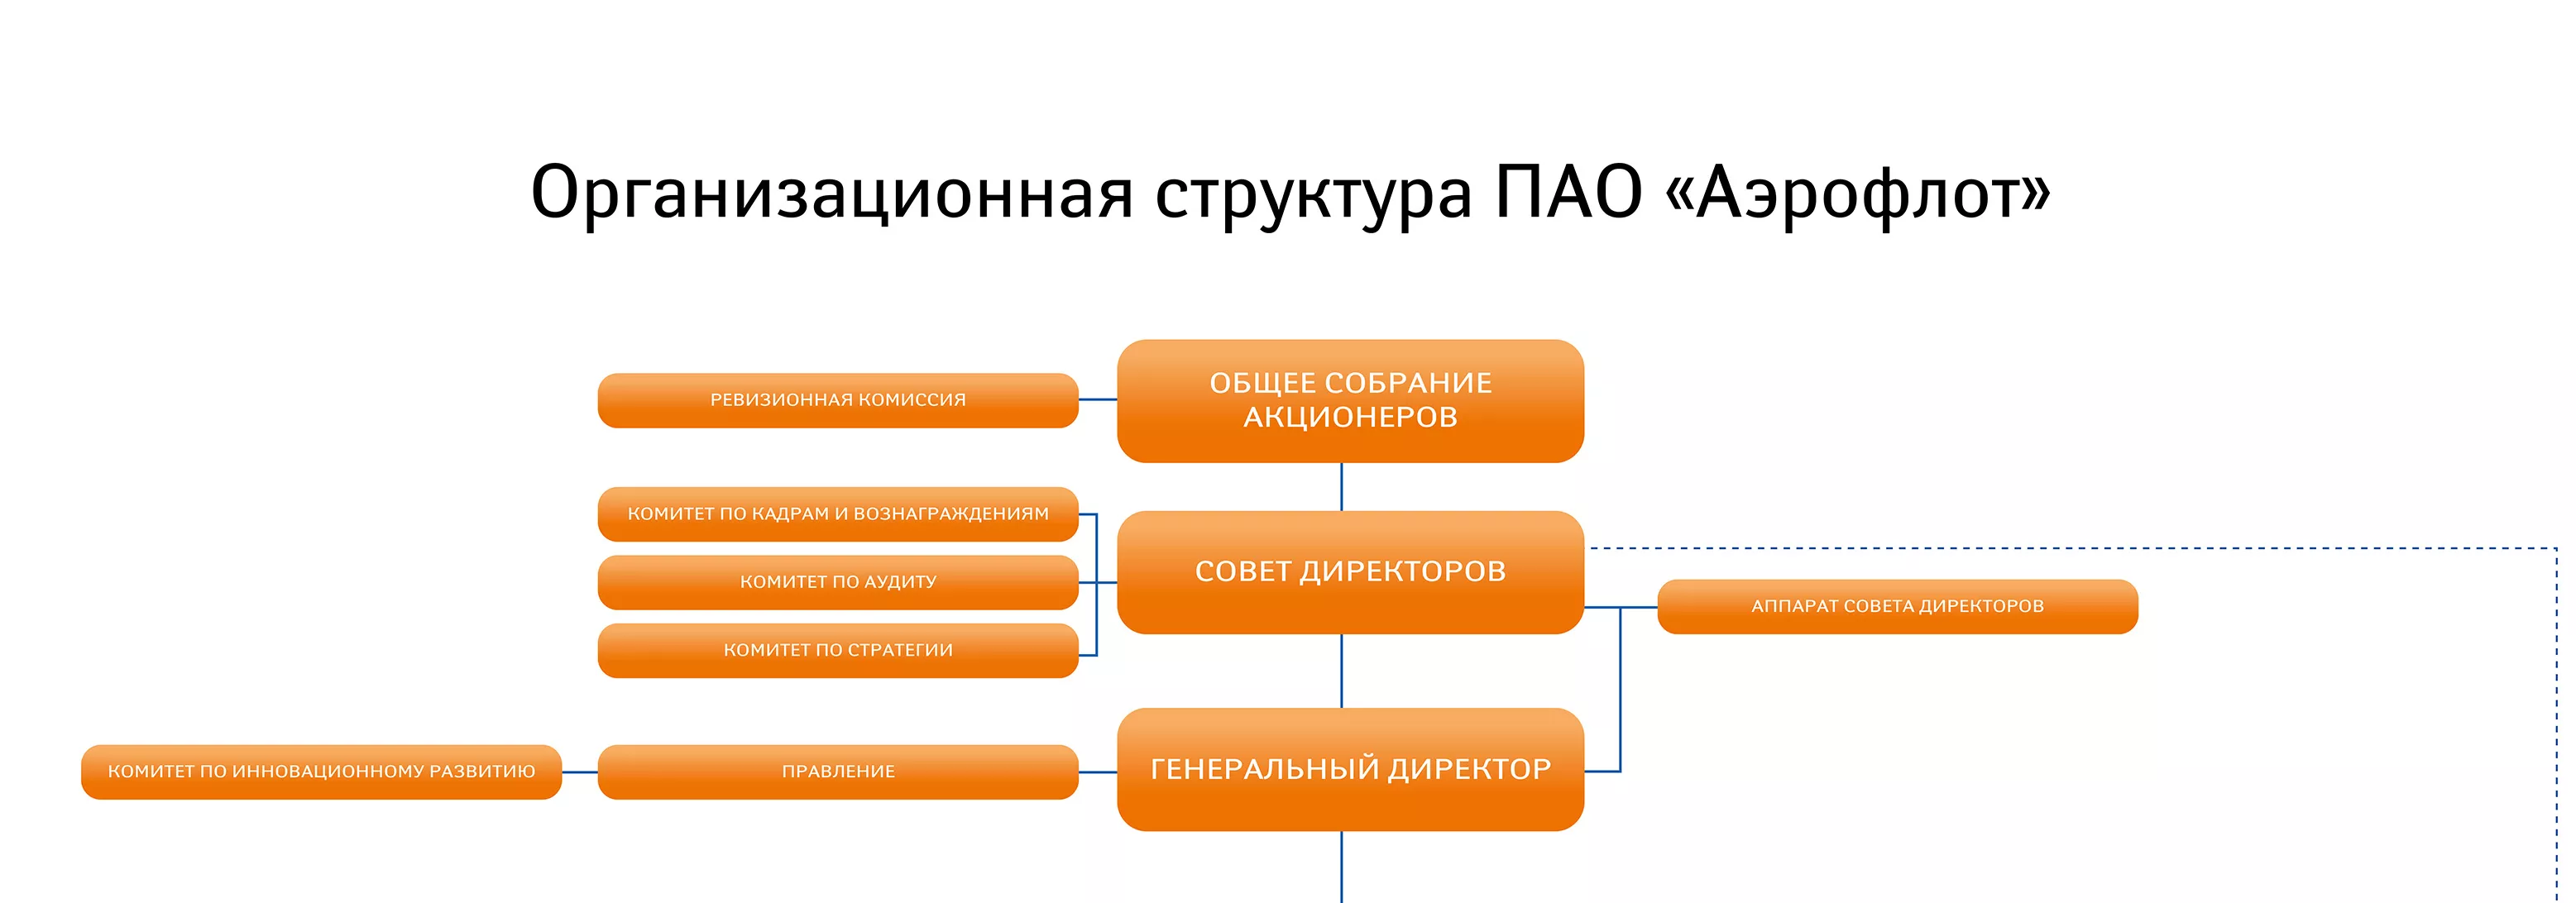 Организационная структура ПАО «Аэрофлот»
РЕВИЗИОННАЯ КОМИССИЯ
ОБЩЕЕ СОБРАНИЕ
АКЦИОНЕРОВ
КОМИТЕТ ПО КАДРАМ И ВОЗНАГРАЖДЕНИЯМ
КОМИТЕТ ПО АУДИТУ
КОМИТЕТ ПО СТРАТЕГИИ
СОВЕТ ДИРЕКТОРОВ
АППАРАТ СОВЕТА ДИРЕКТОРОВ
КОМИТЕТ ПО ИННОВАЦИОННОМУ РАЗВИТИЮ
ПРАВЛЕНИЕ
ГЕНЕРАЛЬНЫЙ ДИРЕКТОР